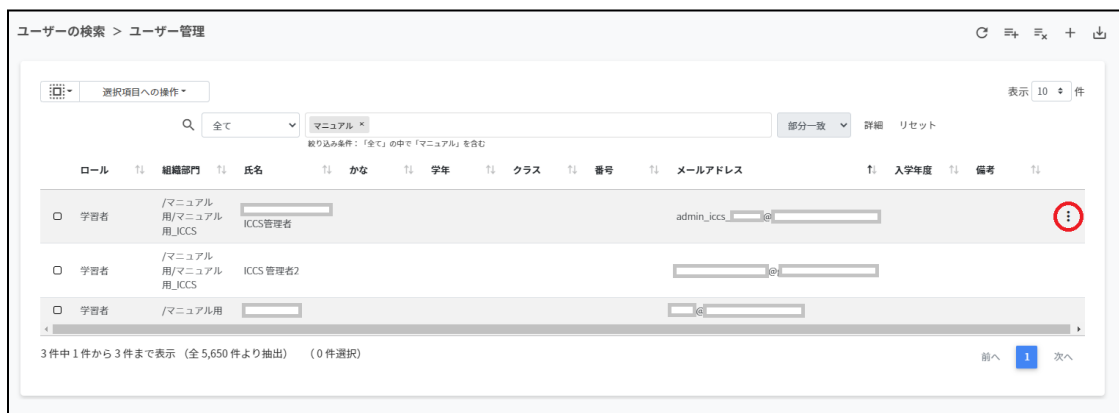 ユーザーの検索 ＞ ユーザー管理
選択項目への操作
表示 10 件
全て マニュアル × 部分一致 詳細 リセット
絞り込み条件：「全て」の中で「マニュアル」を含む
ロール 組織部門 氏名 かな 学年 クラス 番号 メールアドレス 入学年度 備考
学習者 /マニュアル用/マニュアル用_ICCS ICCS管理者 admin_iccs_ @
学習者 /マニュアル用/マニュアル用_ICCS ICCS 管理者2 @
学習者 /マニュアル用 @
3 件中 1 件から 3 件まで表示 （全 5,650 件より抽出） （ 0 件選択）
前へ 1 次へ